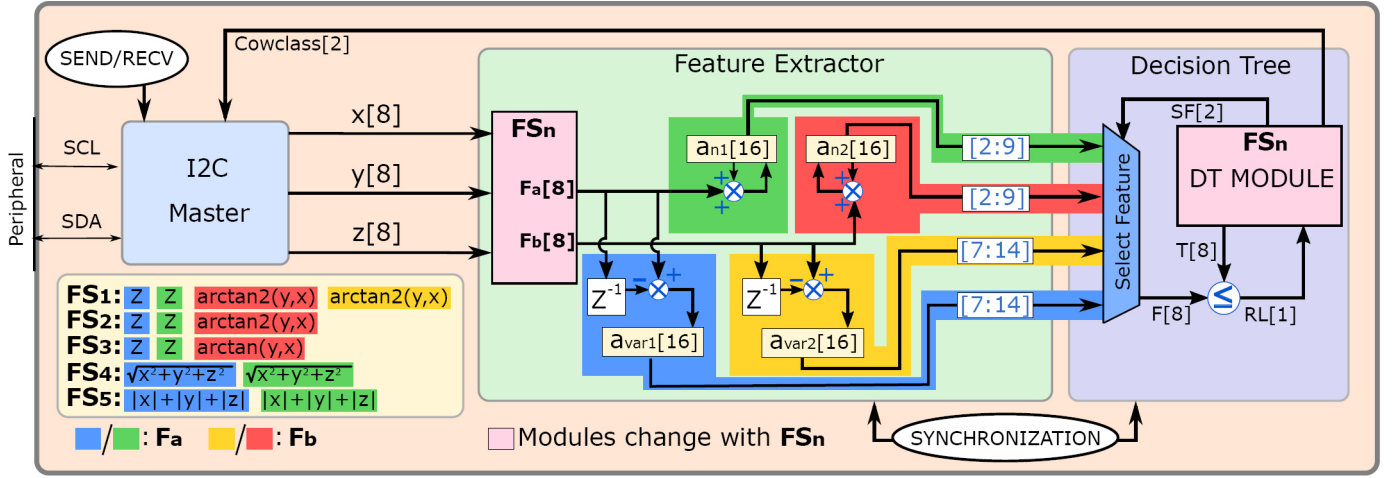 SEND/RECV
Cowclass[2]
Feature Extractor
Decision Tree
Peripheral
SCL
SDA
I2C
Master
x[8]
y[8]
z[8]
FSn
Fa[8]
Fb[8]
an1[16]
+
+
an2[16]
+
+
[2:9]
[2:9]
[7:14]
[7:14]
Z⁻¹
-
+
avar1[16]
Z⁻¹
-
+
avar2[16]
Select Feature
SF[2]
FSn
DT MODULE
T[8]
F[8]
≤
RL[1]
FS1: Z Z arctan2(y,x) arctan2(y,x)
FS2: Z Z arctan2(y,x)
FS3: Z Z arctan(y,x)
FS4: √x²+y²+z² √x²+y²+z²
FS5: |x|+|y|+|z| |x|+|y|+|z|
/ : Fa / : Fb
Modules change with FSn
SYNCHRONIZATION